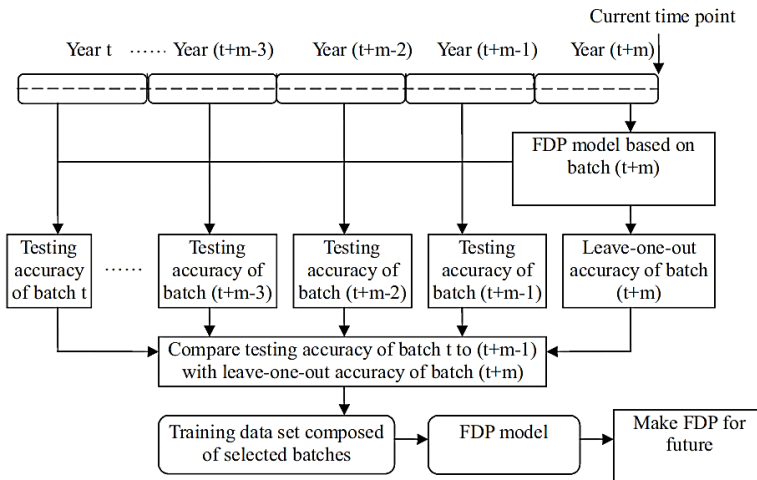 Current time point
Year t ...... Year (t+m-3) Year (t+m-2) Year (t+m-1) Year (t+m)
FDP model based on
batch (t+m)
Testing
accuracy
of batch t
......
Testing
accuracy of
batch (t+m-3)
Testing
accuracy of
batch (t+m-2)
Testing
accuracy of
batch (t+m-1)
Leave-one-out
accuracy of batch
(t+m)
Compare testing accuracy of batch t to (t+m-1)
with leave-one-out accuracy of batch (t+m)
Training data set composed
of selected batches
FDP model
Make FDP for
future